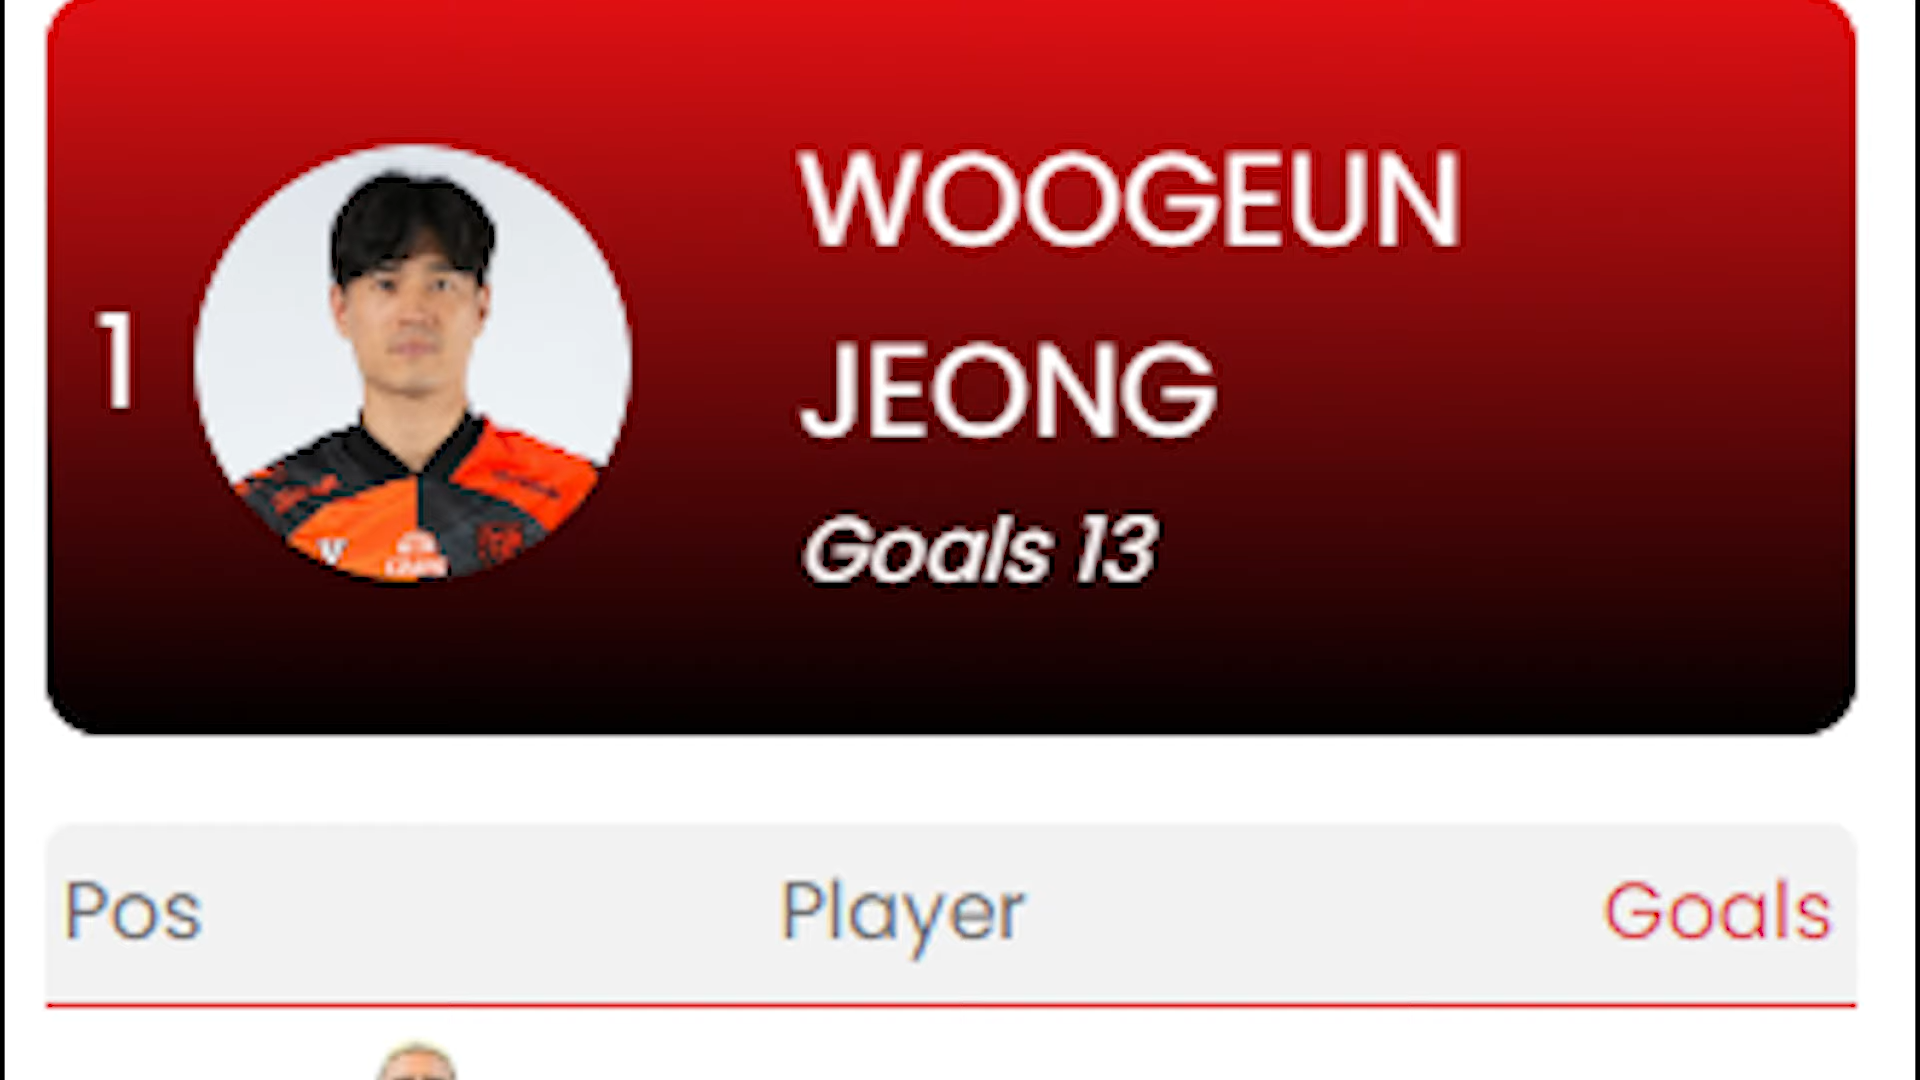 1
WOOGEUN
JEONG
Goals 13
Pos Player Goals